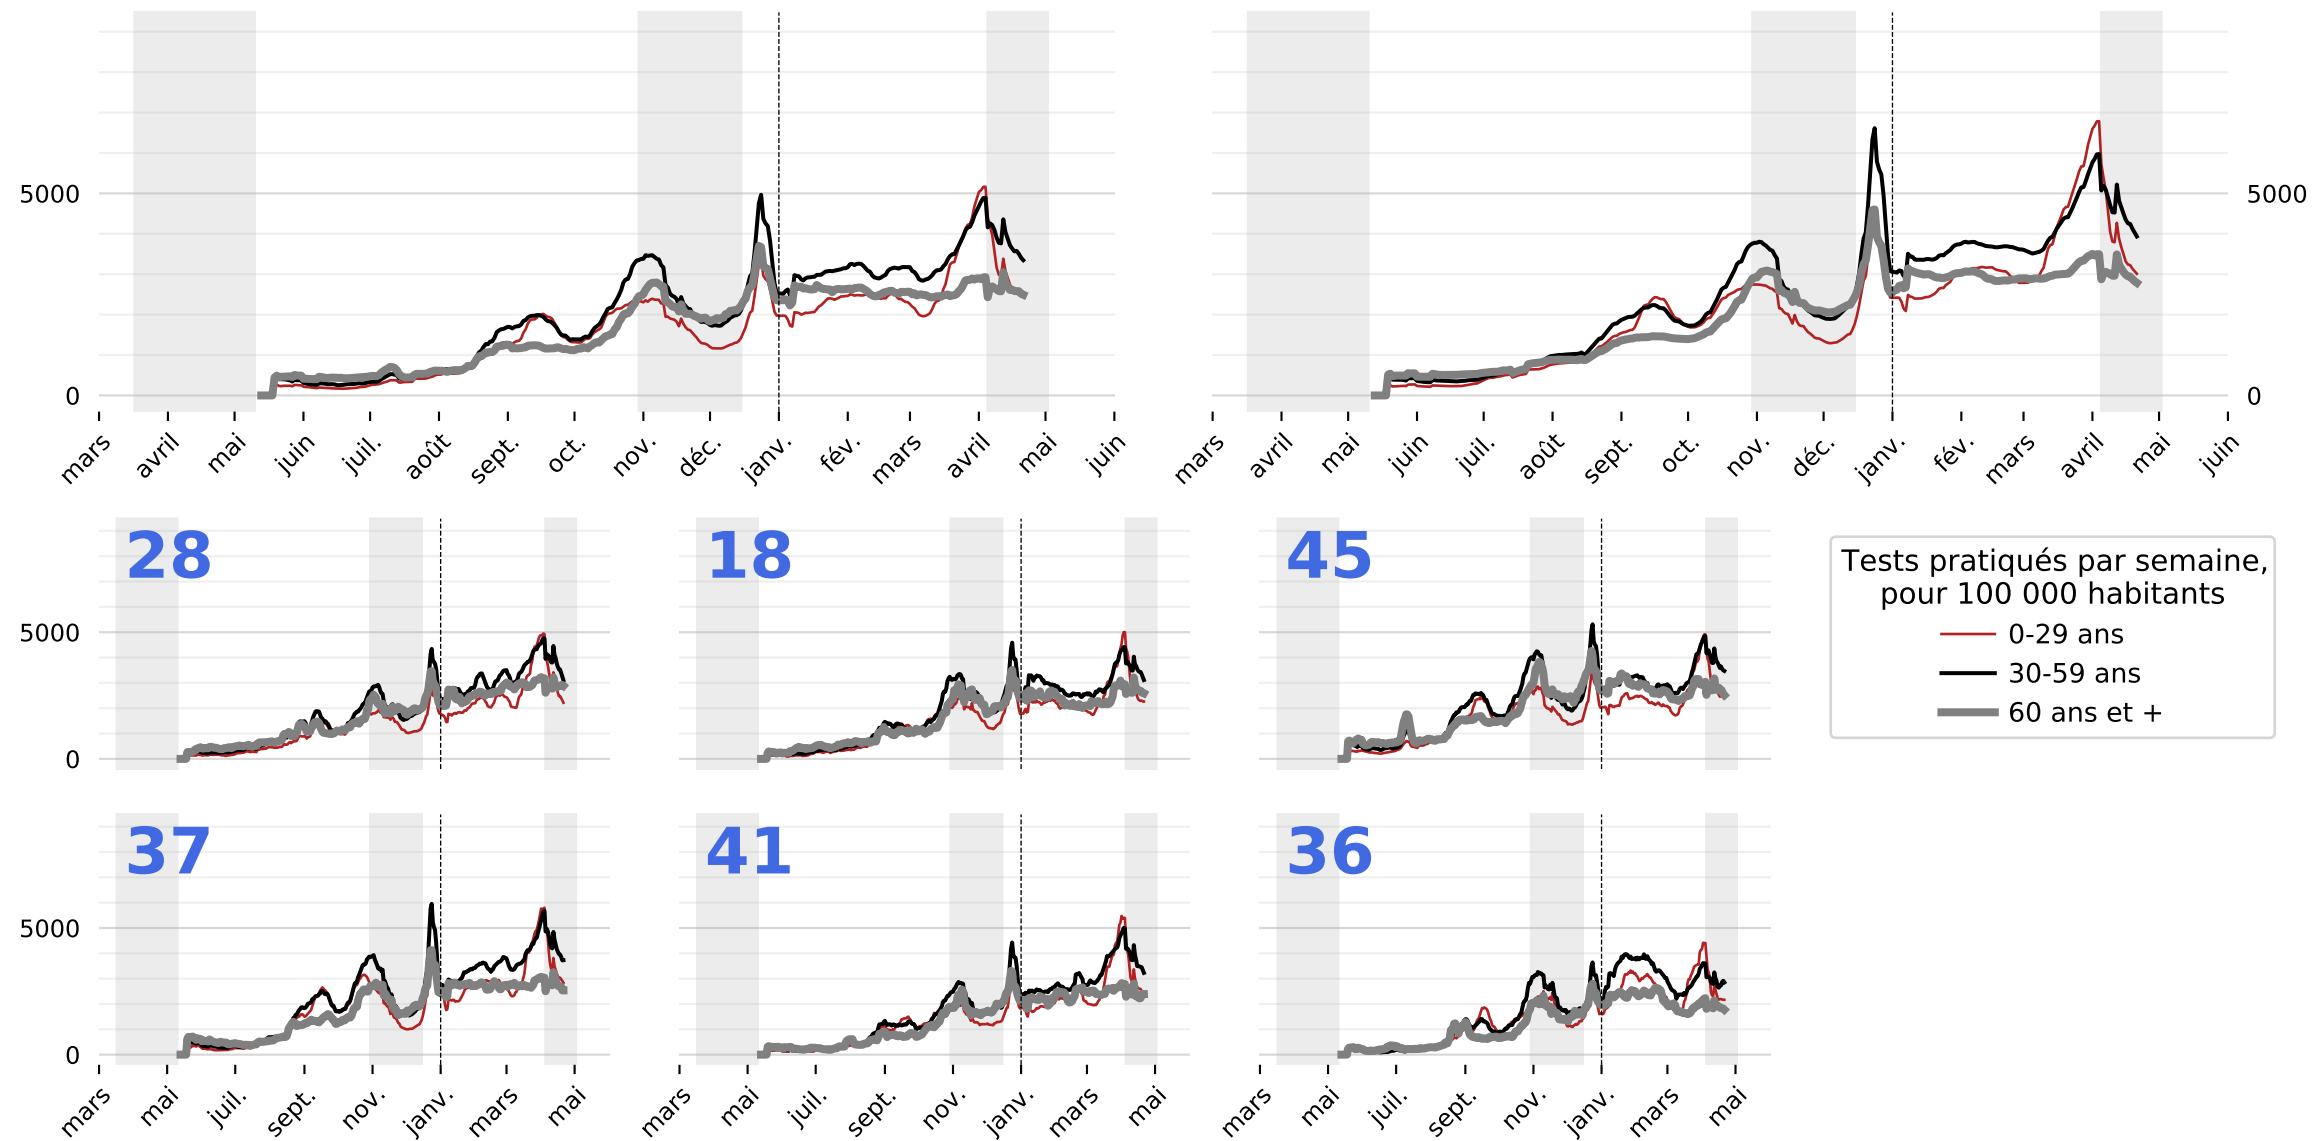 5000
0
mars avril mai juin juil. août sept. oct. nov. déc. janv. fév. mars avril mai juin
5000
0
mars avril mai juin juil. août sept. oct. nov. déc. janv. fév. mars avril mai juin
28
5000
0
18
45
Tests pratiqués par semaine,
pour 100 000 habitants
0-29 ans
30-59 ans
60 ans et +
37
5000
0
41
36
mars mai juil. sept. nov. janv. mars mai
mars mai juil. sept. nov. janv. mars mai
mars mai juil. sept. nov. janv. mars mai